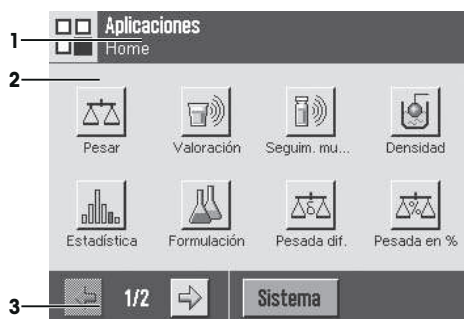 Aplicaciones
1
Home
2
Pesar Valoración Seguim. mu... Densidad
δ %
Estadística Formulación Pesada dif. Pesada en %
3 1/2 Sistema